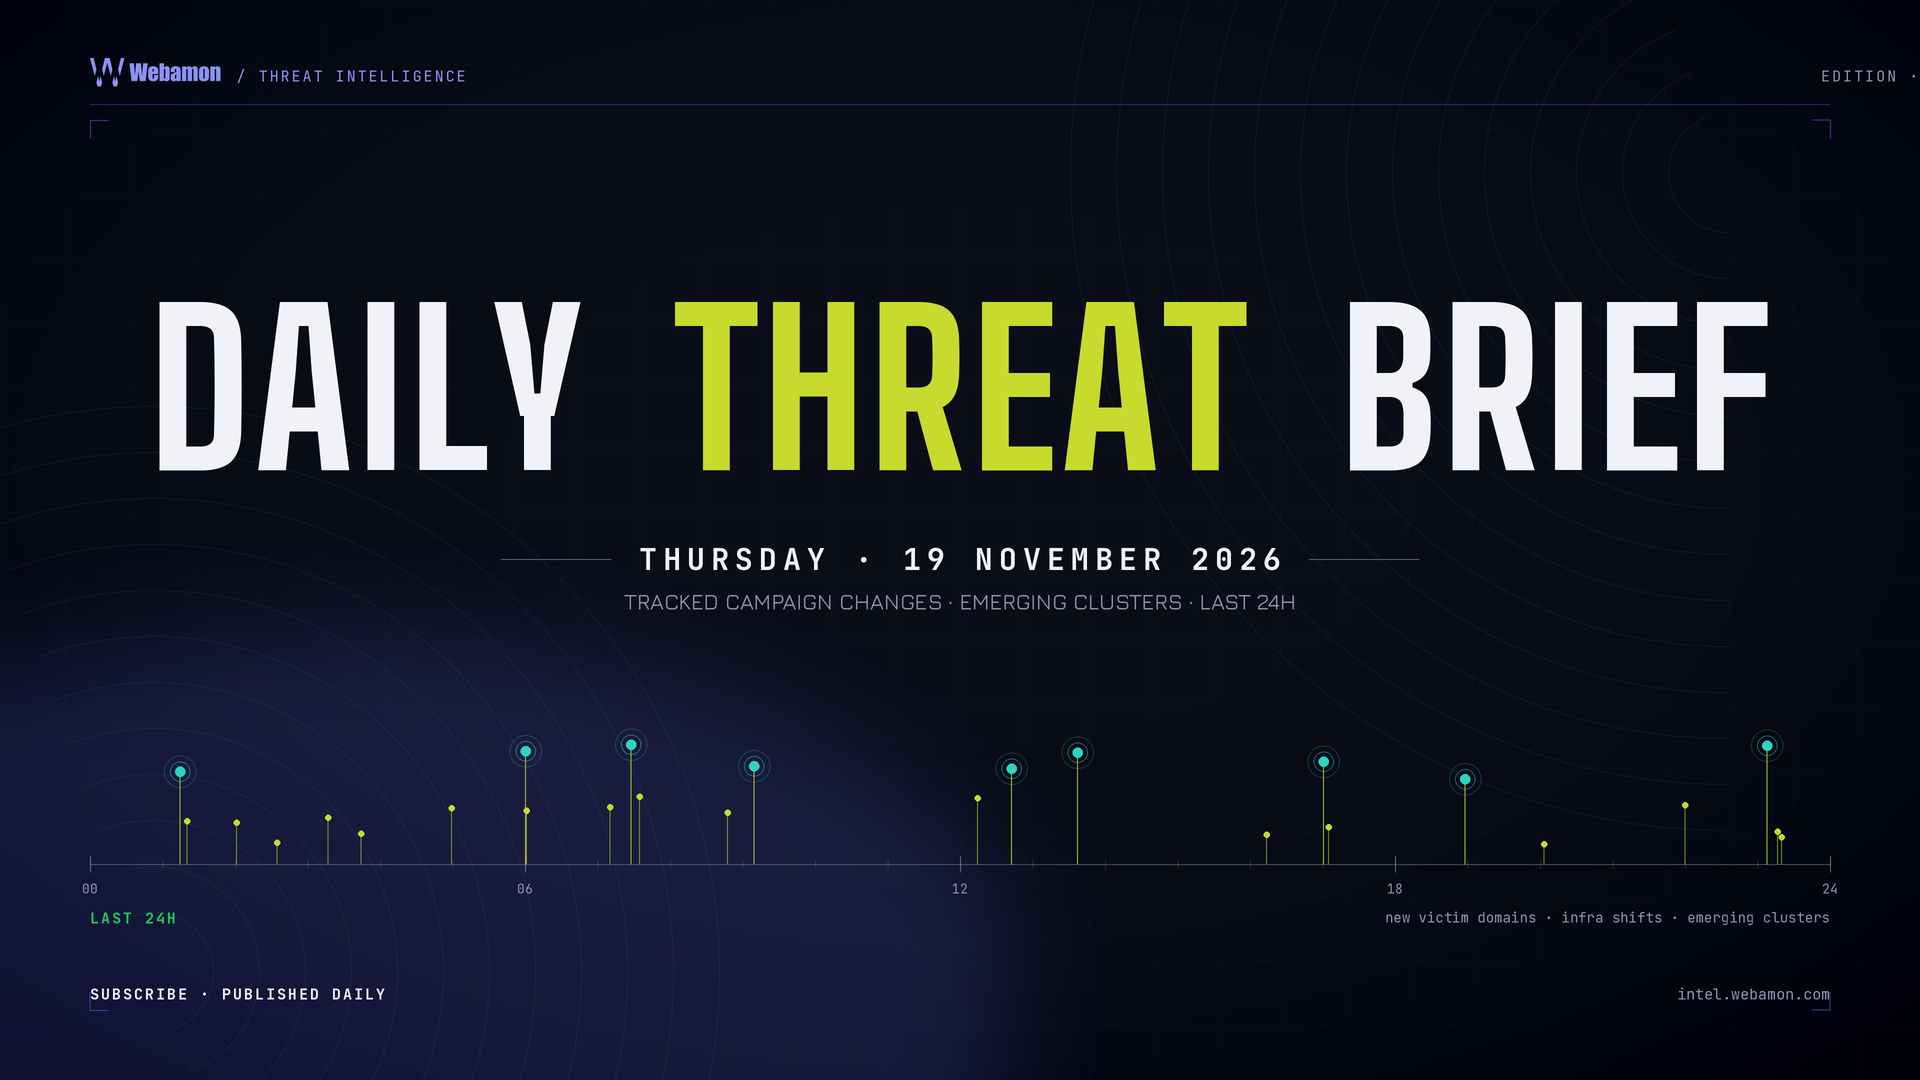 Webamon / THREAT INTELLIGENCE
EDITION ·
DAILY THREAT BRIEF
THURSDAY · 19 NOVEMBER 2026
TRACKED CAMPAIGN CHANGES · EMERGING CLUSTERS · LAST 24H
00 06 12 18 24
LAST 24H
new victim domains · infra shifts · emerging clusters
SUBSCRIBE · PUBLISHED DAILY
intel.webamon.com